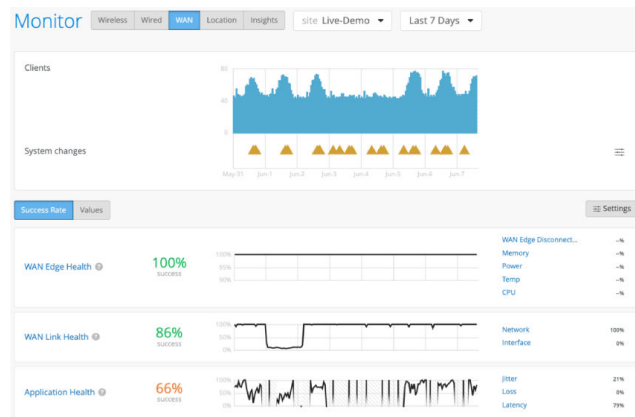 Monitor Wireless Wired WAN Location Insights site Live-Demo Last 7 Days
Clients
80
40
0
System changes
May-31 Jun-1 Jun-2 Jun-3 Jun-4 Jun-5 Jun-6 Jun-7
Success Rate Values Settings
WAN Edge Health
100%
success
100%
95%
90%
WAN Edge Disconnect... --%
Memory --%
Power --%
Temp --%
CPU --%
WAN Link Health
86%
success
100%
50%
0%
Network 100%
Interface 0%
Application Health
66%
success
100%
50%
0%
Jitter 21%
Loss 0%
Latency 79%